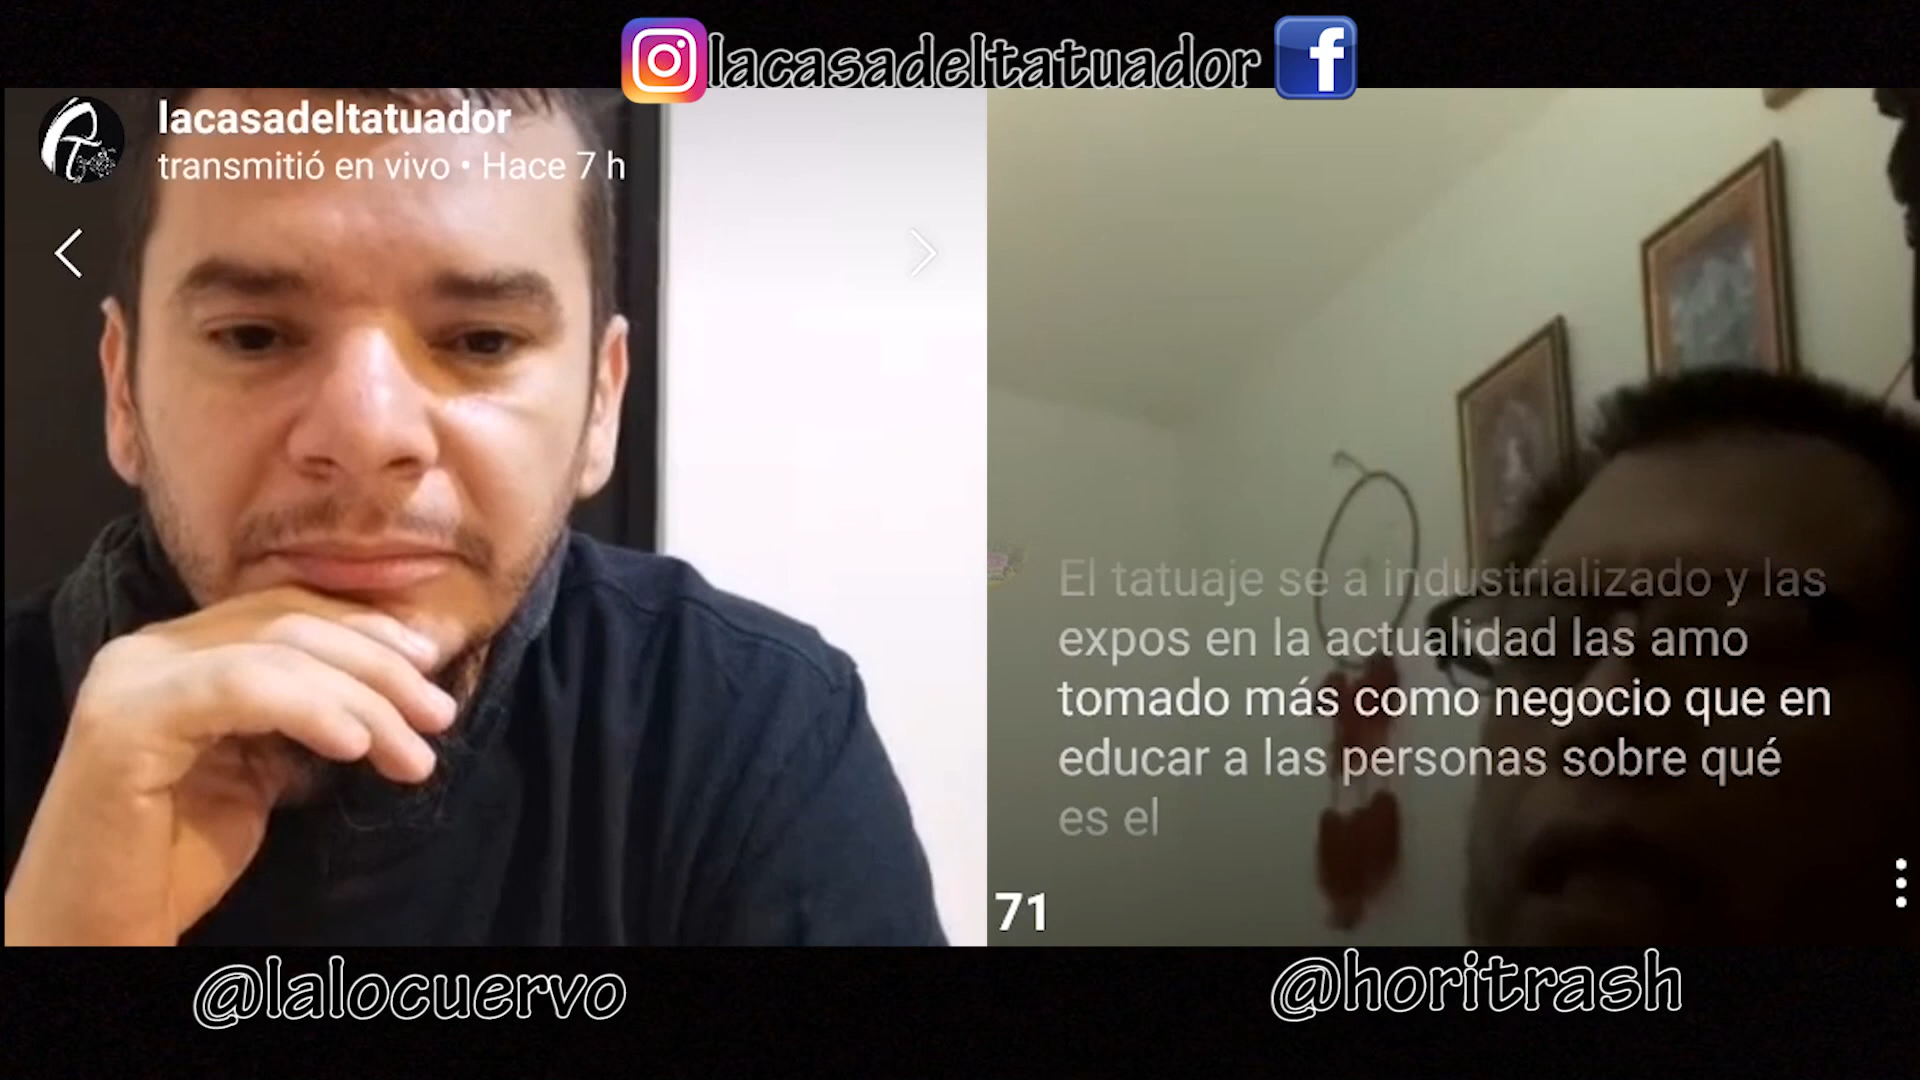 lacasadeltatuador
lacasadeltatuador
transmitió en vivo • Hace 7 h
El tatuaje se a industrializado y las
expos en la actualidad las amo
tomado más como negocio que en
educar a las personas sobre qué
es el
71
@lalocuervo
@horitrash